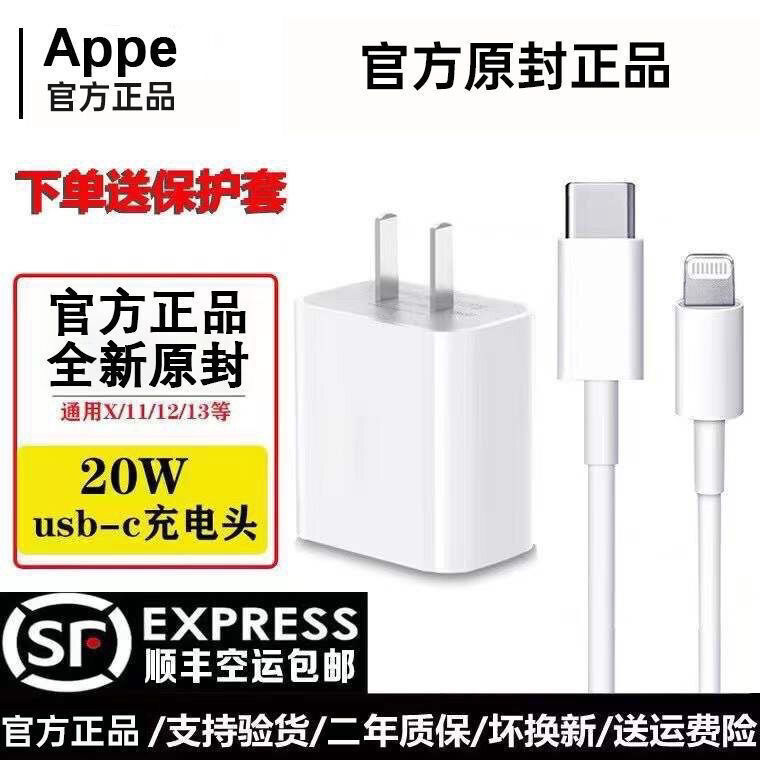 Appe
官方正品
官方原封正品
下单送保护套
官方正品
全新原封
通用X/11/12/13等
20W
usb-c充电头
SF EXPRESS
顺丰空运包邮
官方正品/支持验货/二年质保/坏换新/送运费险